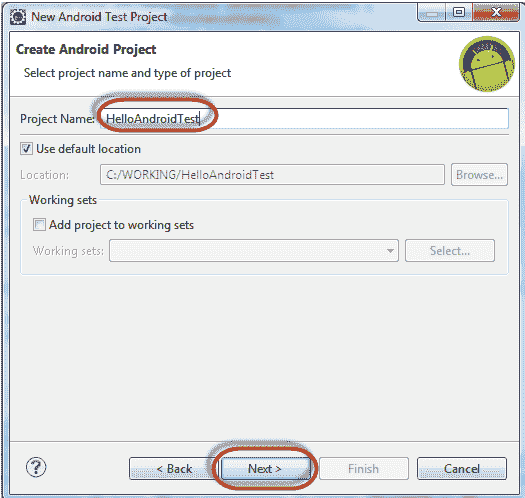 New Android Test Project
Create Android Project
Select project name and type of project
Project Name: HelloAndroidTest
Use default location
Location: C:/WORKING/HelloAndroidTest Browse...
Working sets
Add project to working sets
Working sets: Select...
? < Back Next > Finish Cancel